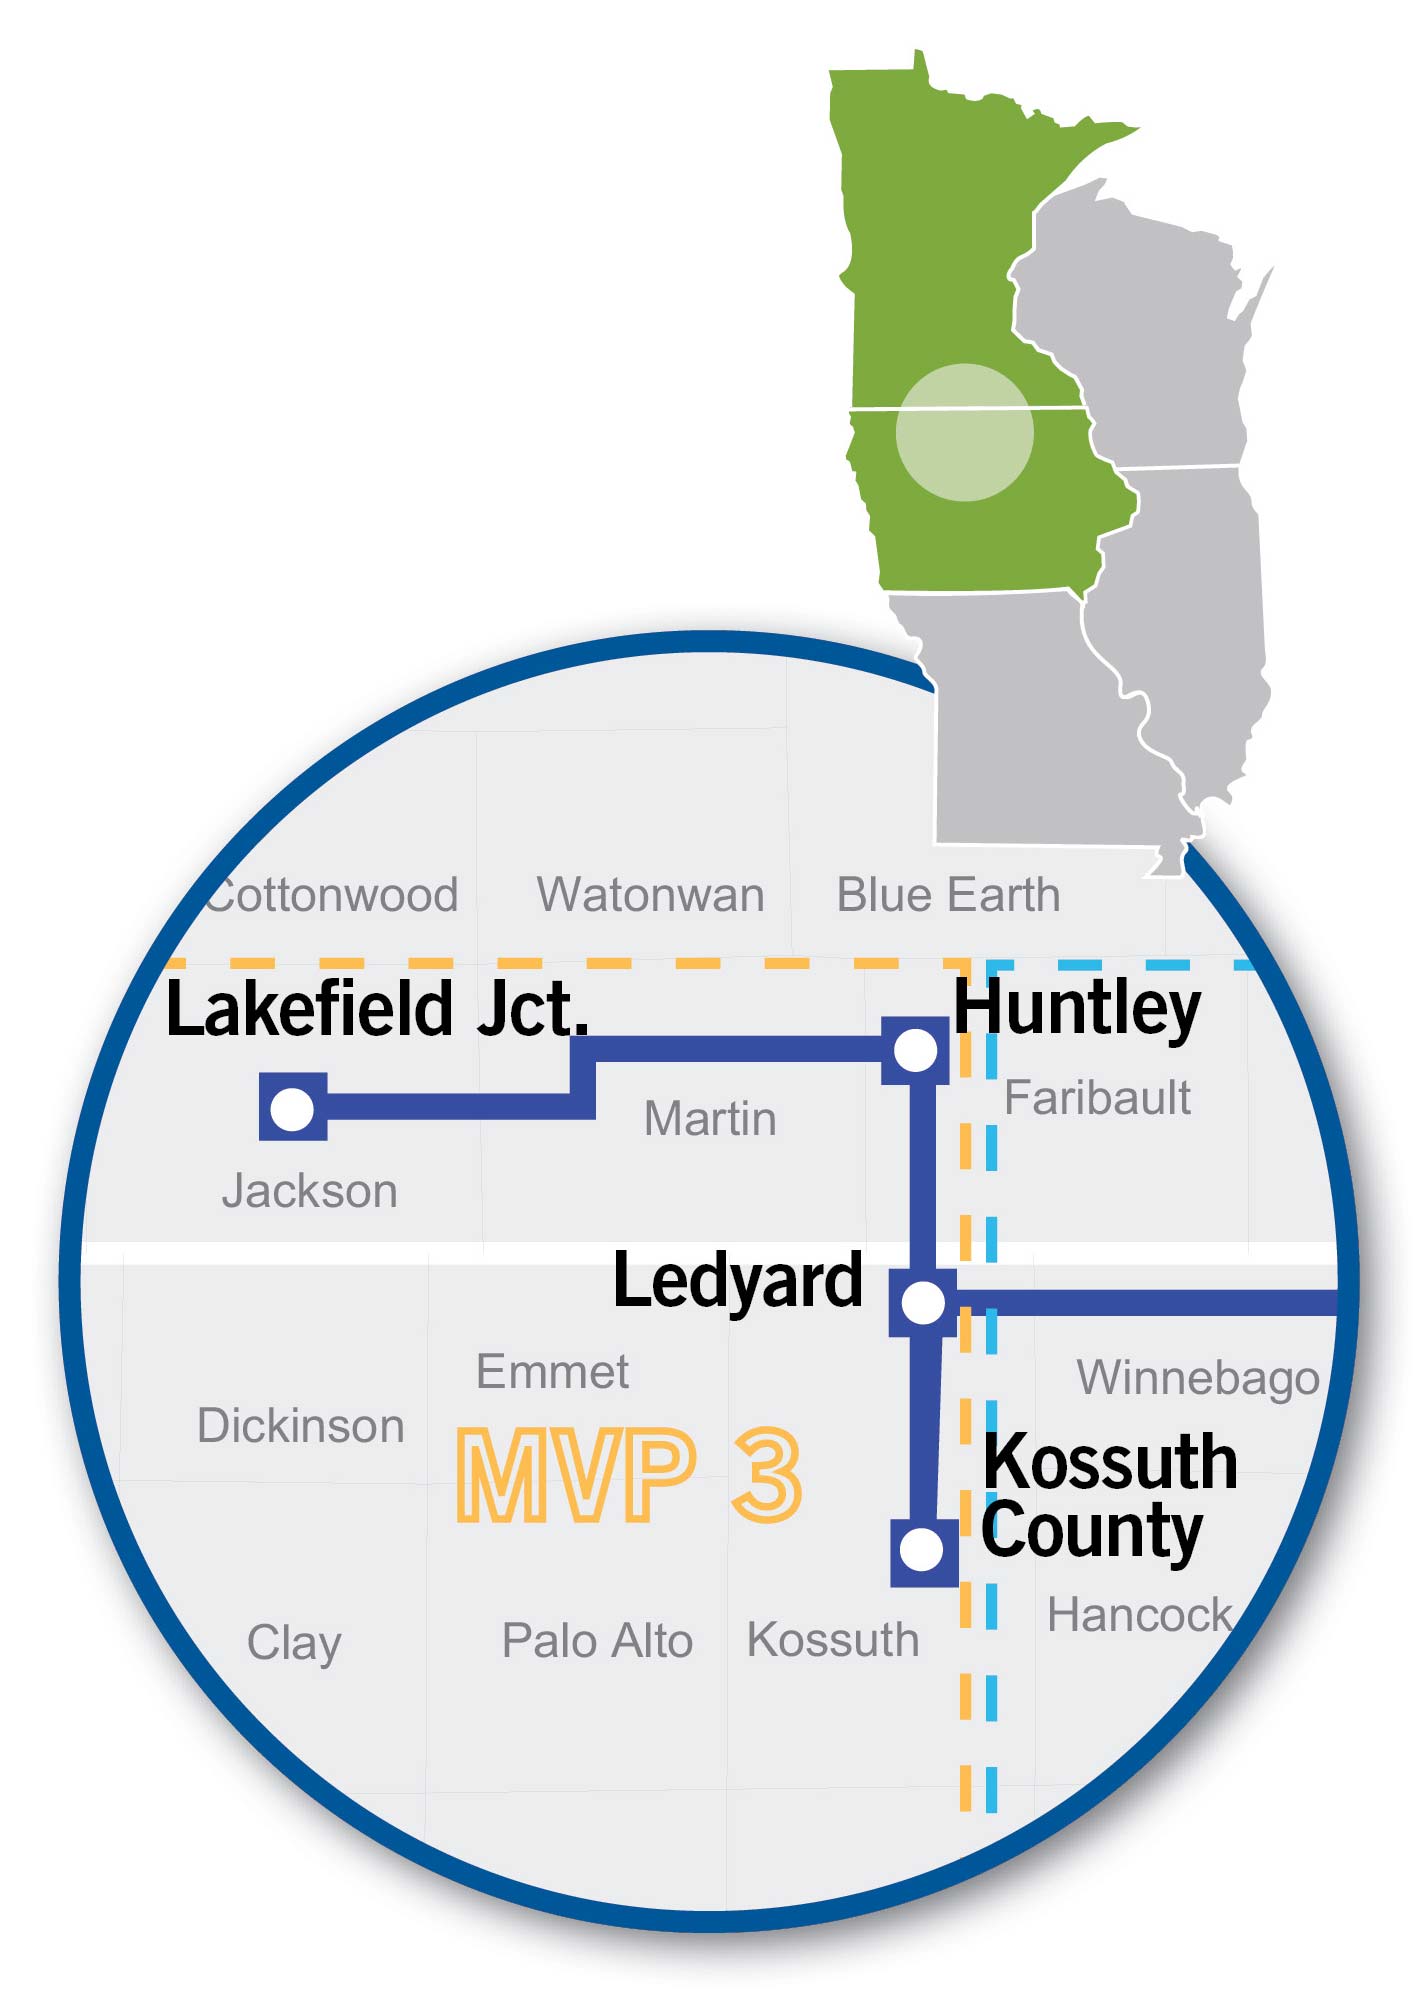 Cottonwood
Watonwan
Blue Earth
Lakefield Jct.
Huntley
Martin
Faribault
Jackson
Ledyard
Emmet
Winnebago
Dickinson
MVP 3
Kossuth
County
Clay
Palo Alto
Kossuth
Hancock